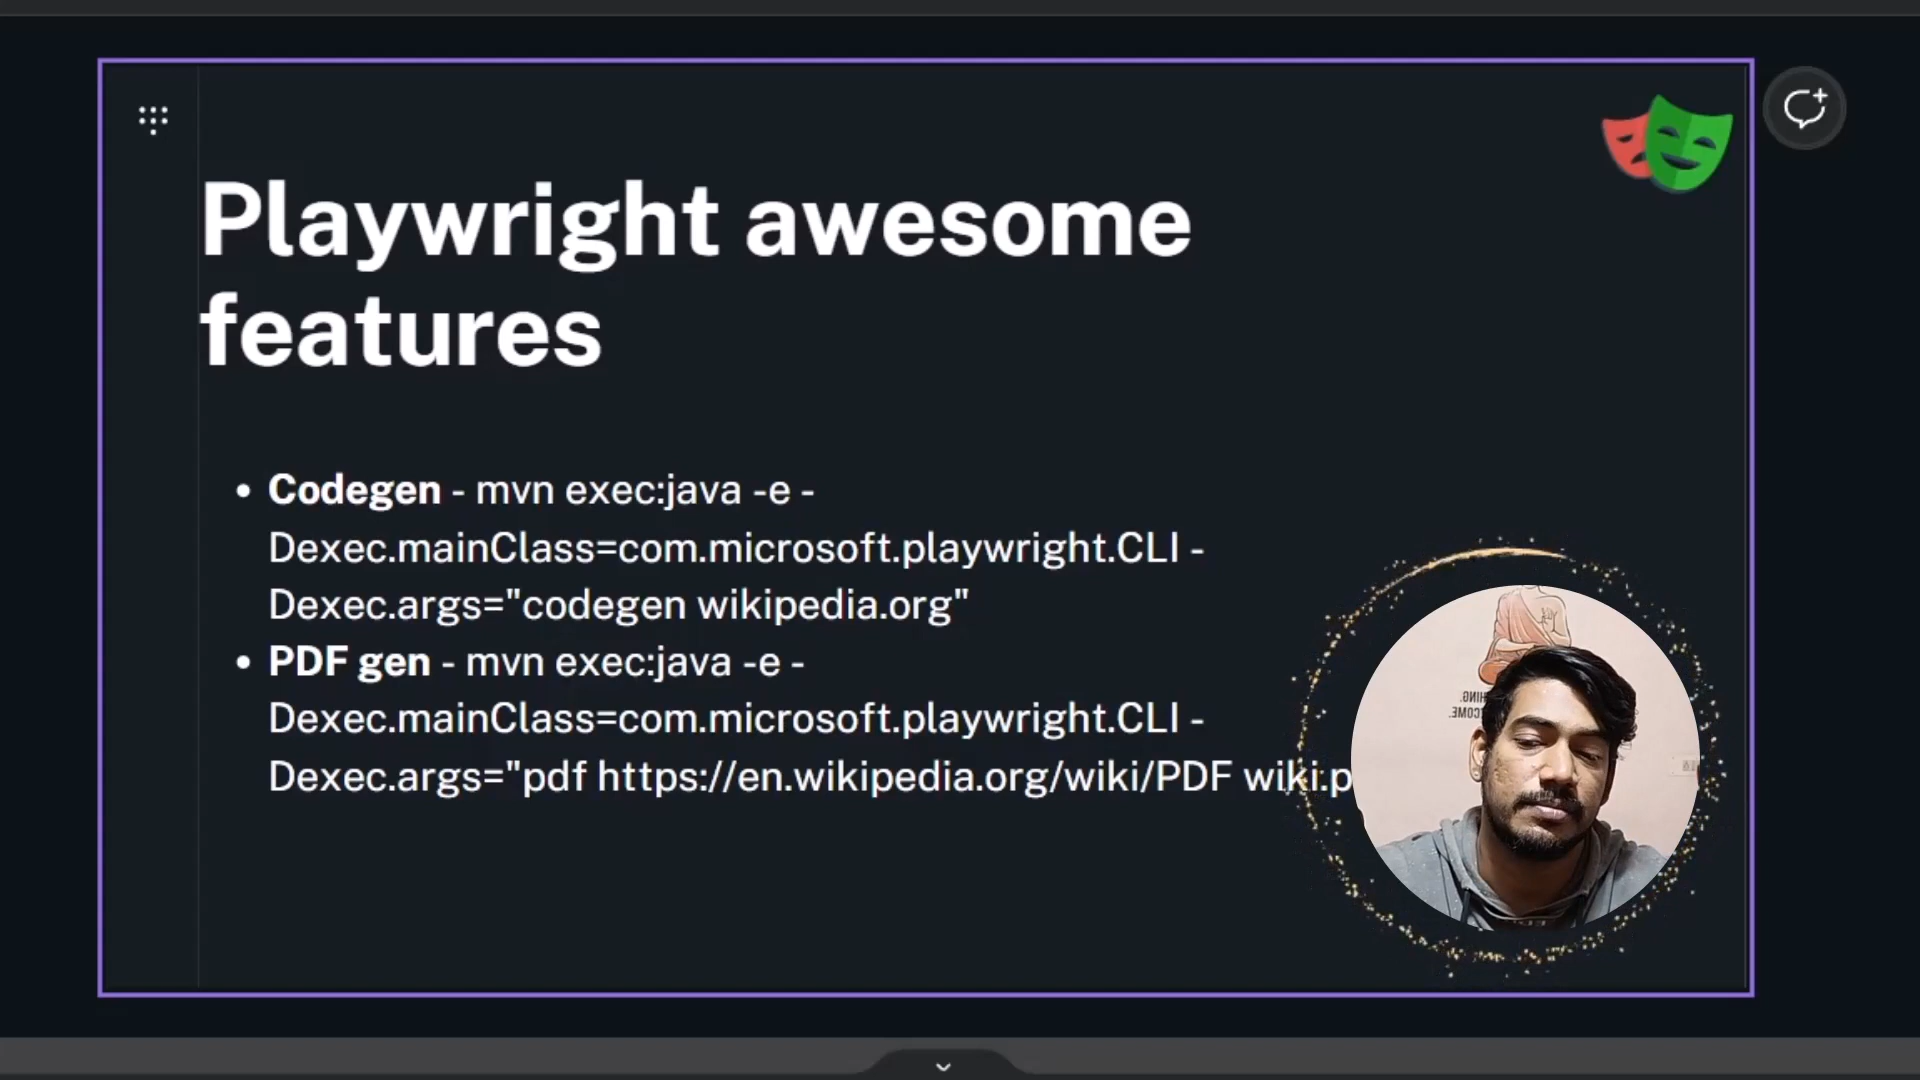 Playwright awesome
features
• Codegen - mvn exec:java -e -
Dexec.mainClass=com.microsoft.playwright.CLI -
Dexec.args="codegen wikipedia.org"
• PDF gen - mvn exec:java -e -
Dexec.mainClass=com.microsoft.playwright.CLI -
Dexec.args="pdf https://en.wikipedia.org/wiki/PDF wiki.p